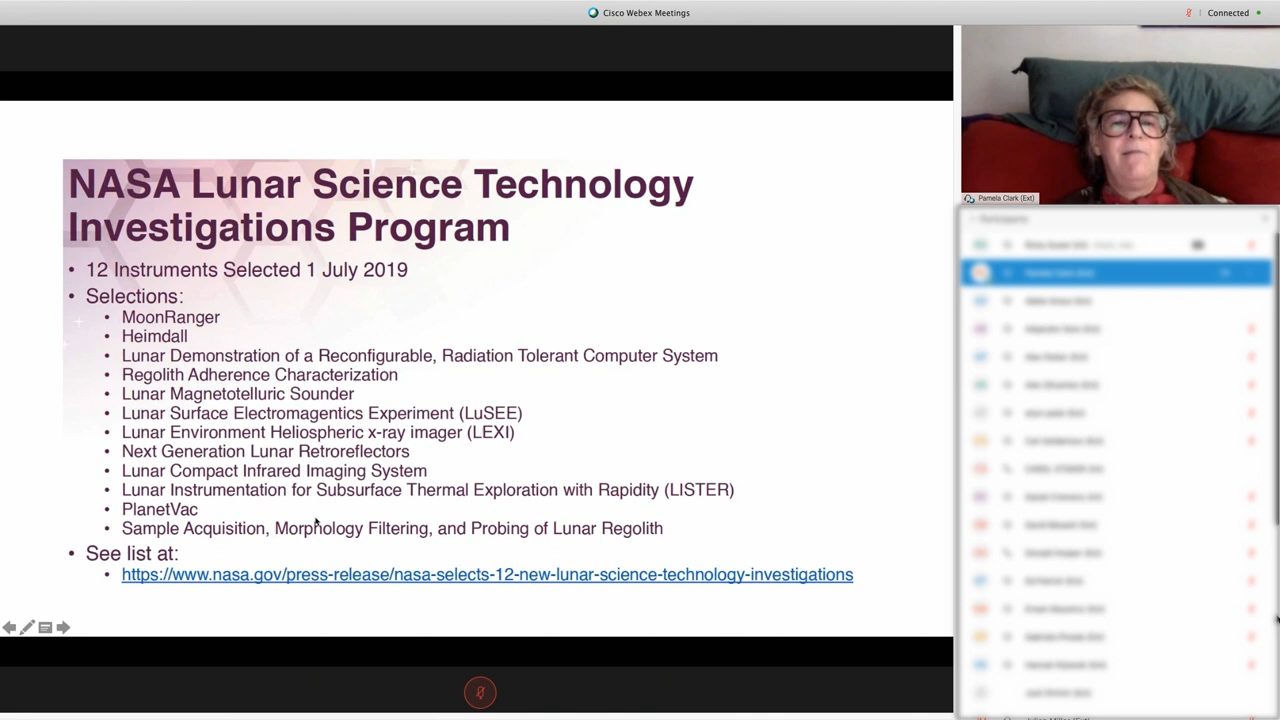 Cisco Webex Meetings
Connected
NASA Lunar Science Technology
Investigations Program
• 12 Instruments Selected 1 July 2019
• Selections:
• MoonRanger
• Heimdall
• Lunar Demonstration of a Reconfigurable, Radiation Tolerant Computer System
• Regolith Adherence Characterization
• Lunar Magnetotelluric Sounder
• Lunar Surface Electromagentics Experiment (LuSEE)
• Lunar Environment Heliospheric x-ray imager (LEXI)
• Next Generation Lunar Retroreflectors
• Lunar Compact Infrared Imaging System
• Lunar Instrumentation for Subsurface Thermal Exploration with Rapidity (LISTER)
• PlanetVac
• Sample Acquisition, Morphology Filtering, and Probing of Lunar Regolith
• See list at:
• https://www.nasa.gov/press-release/nasa-selects-12-new-lunar-science-technology-investigations
Pamela Clark (Ext)
Participants